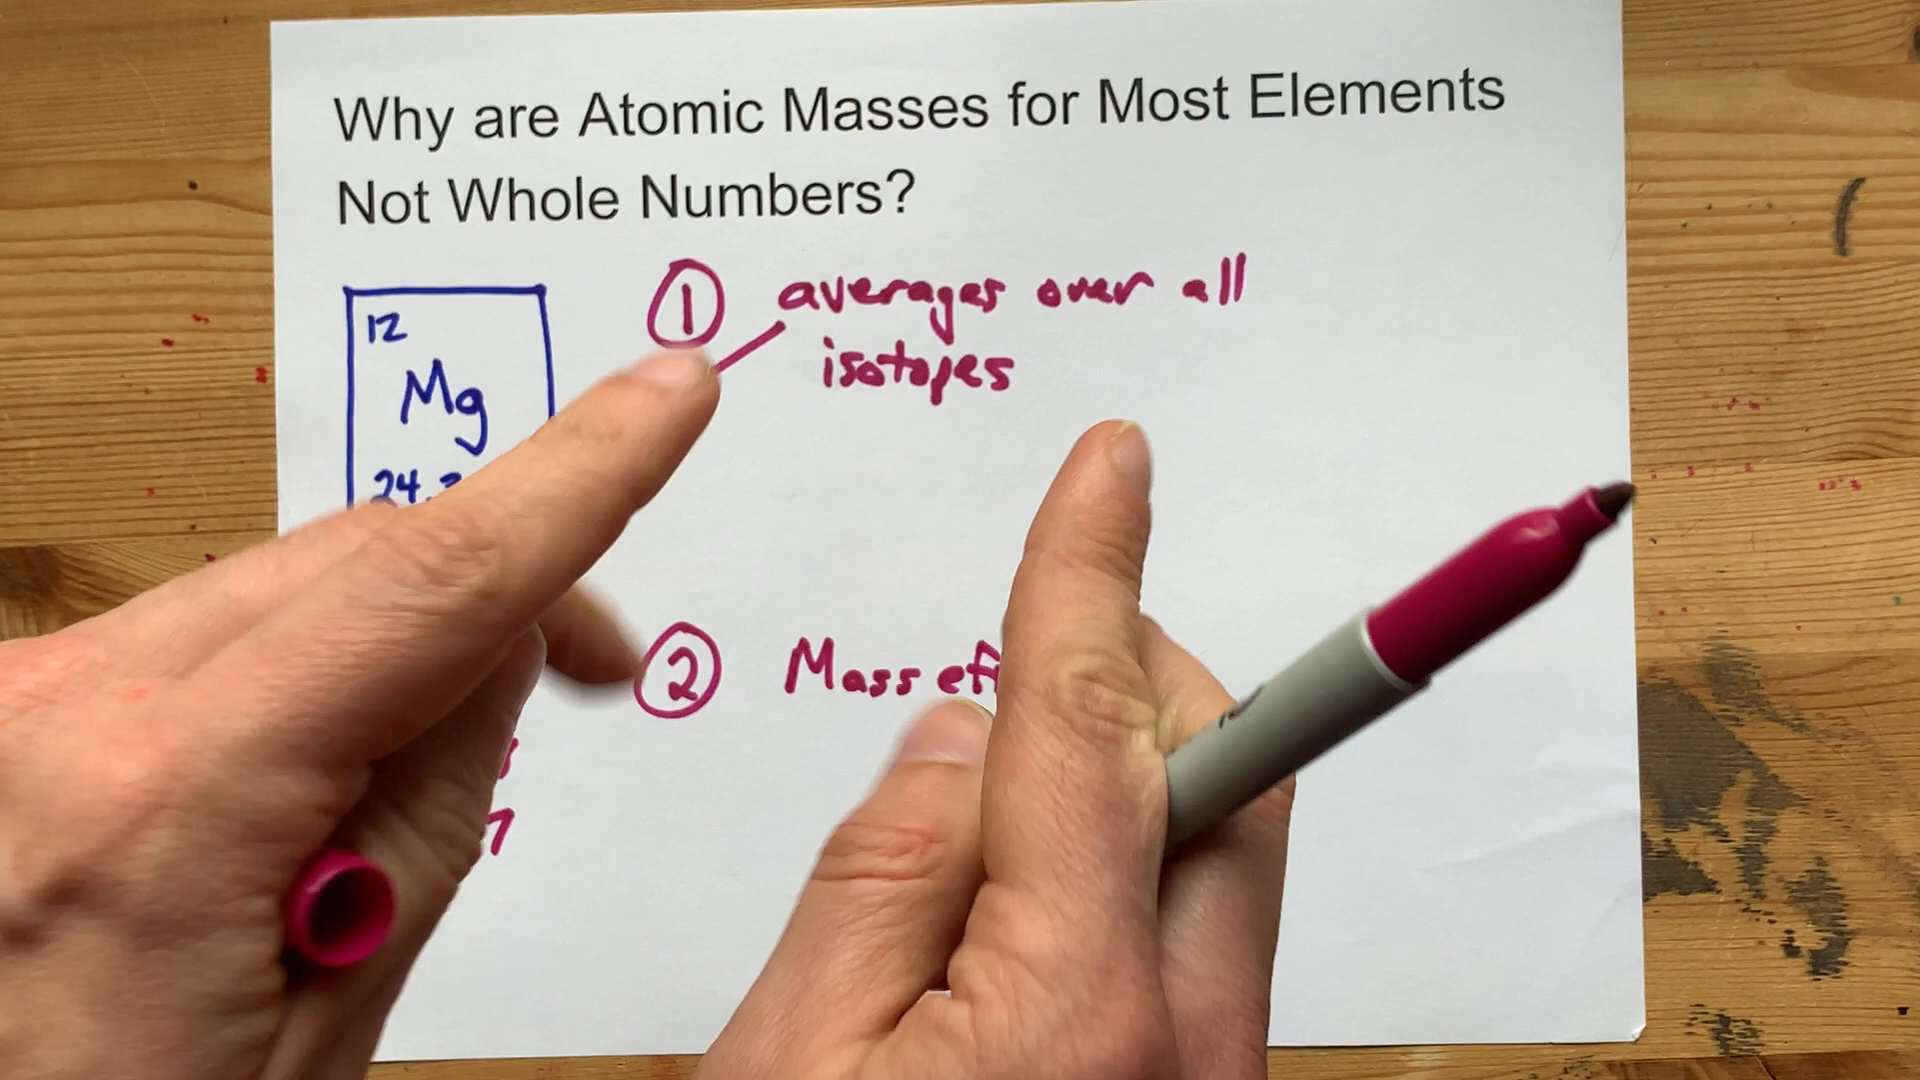 Why are Atomic Masses for Most Elements
Not Whole Numbers?
① averages over all
isotopes
12
Mg
② Mass